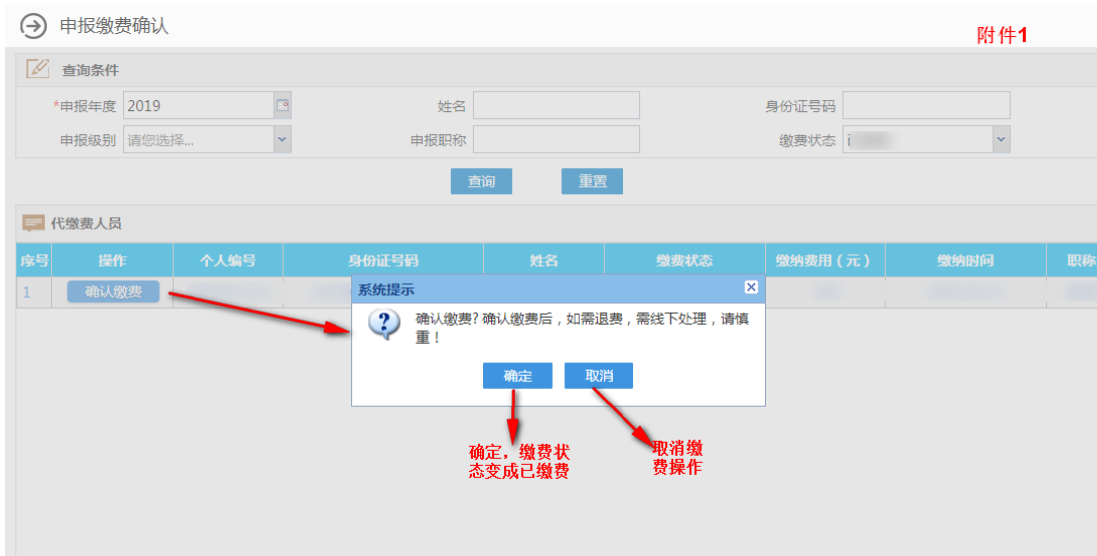 申报缴费确认
附件1
查询条件
*申报年度 2019 姓名 身份证号码
申报级别 请您选择... 申报职称 缴费状态
查询 重置
代缴费人员
序号 操作 个人编号 身份证号码 姓名 缴费状态 缴纳费用（元） 缴纳时间 职称
1 确认缴费
系统提示
确认缴费? 确认缴费后，如需退费，需线下处理，请慎
重！
确定 取消
确定，缴费状
态变成已缴费
取消缴
费操作